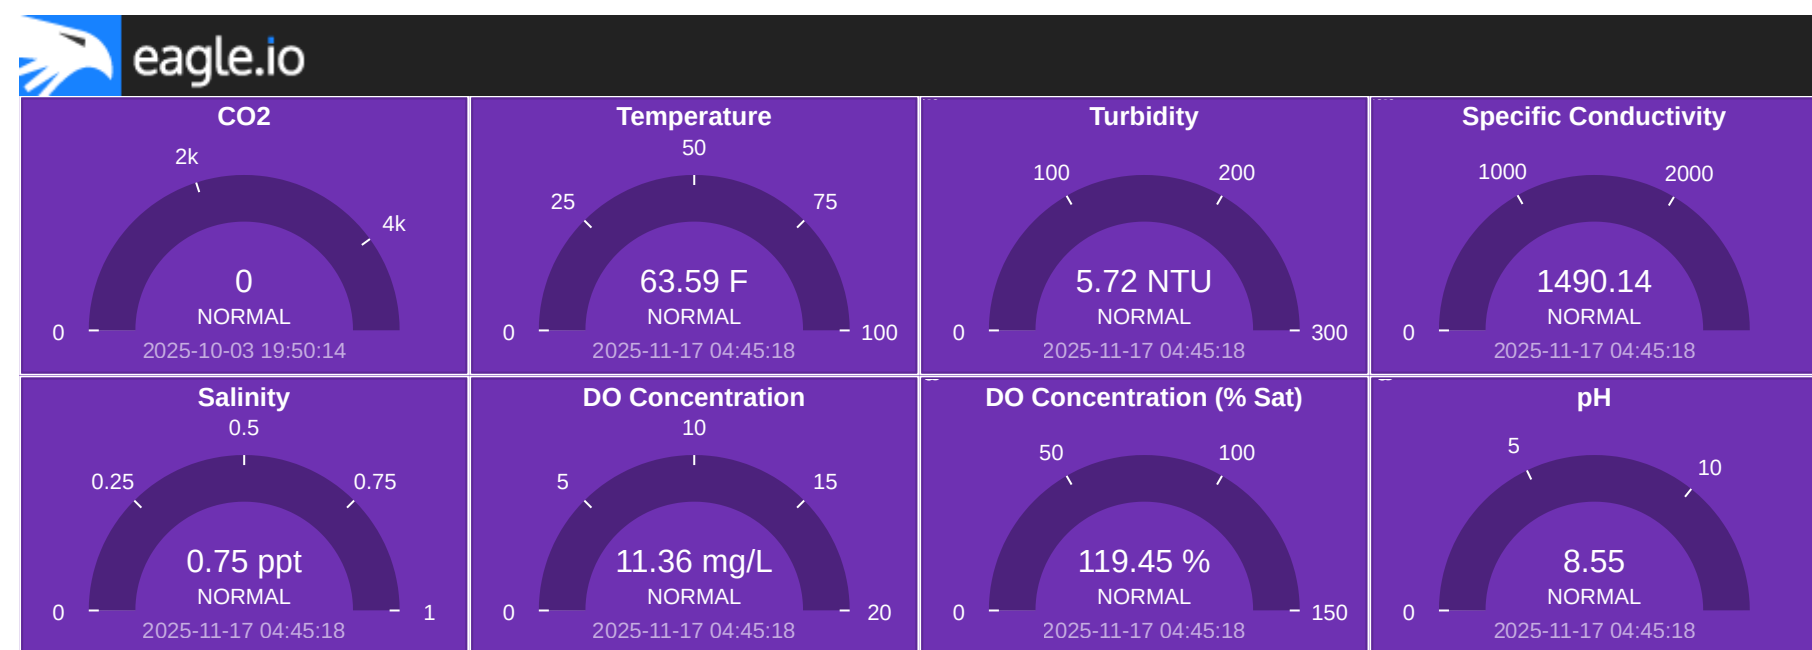 eagle.io
CO2
2k
4k
0
0
NORMAL
2025-10-03 19:50:14
Temperature
50
25
75
63.59 F
NORMAL
0
100
2025-11-17 04:45:18
Turbidity
100
200
5.72 NTU
NORMAL
0
300
2025-11-17 04:45:18
Specific Conductivity
1000
2000
1490.14
NORMAL
0
2025-11-17 04:45:18
Salinity
0.5
0.25
0.75
0.75 ppt
NORMAL
0
1
2025-11-17 04:45:18
DO Concentration
10
5
15
11.36 mg/L
NORMAL
0
20
2025-11-17 04:45:18
DO Concentration (% Sat)
50
100
119.45 %
NORMAL
0
150
2025-11-17 04:45:18
pH
5
10
8.55
NORMAL
0
2025-11-17 04:45:18